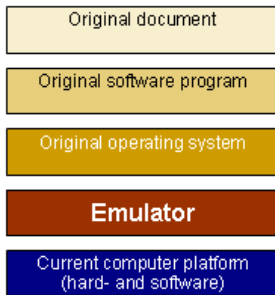 Original document
Original software program
Original operating system
Emulator
Current computer platform
(hard- and software)